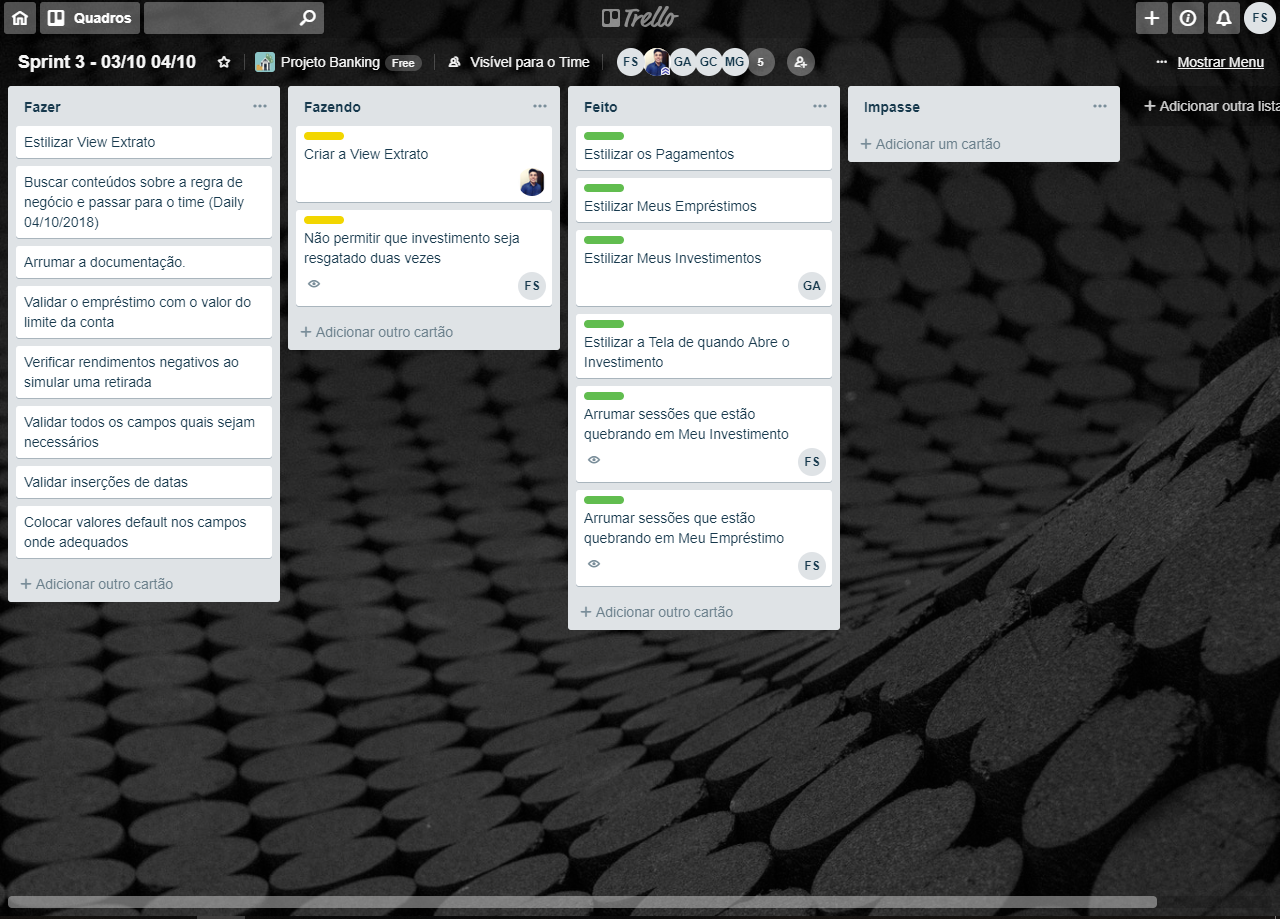 Quadros
Trello
FS
Sprint 3 - 03/10 04/10
Projeto Banking
Free
Visível para o Time
FS
GA
GC
MG
5
Mostrar Menu
Fazer
Estilizar View Extrato
Buscar conteúdos sobre a regra de
negócio e passar para o time (Daily
04/10/2018)
Arrumar a documentação.
Validar o empréstimo com o valor do
limite da conta
Verificar rendimentos negativos ao
simular uma retirada
Validar todos os campos quais sejam
necessários
Validar inserções de datas
Colocar valores default nos campos
onde adequados
+ Adicionar outro cartão
Fazendo
Criar a View Extrato
Não permitir que investimento seja
resgatado duas vezes
FS
+ Adicionar outro cartão
Feito
Estilizar os Pagamentos
Estilizar Meus Empréstimos
Estilizar Meus Investimentos
GA
Estilizar a Tela de quando Abre o
Investimento
Arrumar sessões que estão
quebrando em Meu Investimento
FS
Arrumar sessões que estão
quebrando em Meu Empréstimo
FS
+ Adicionar outro cartão
Impasse
+ Adicionar um cartão
+ Adicionar outra lista